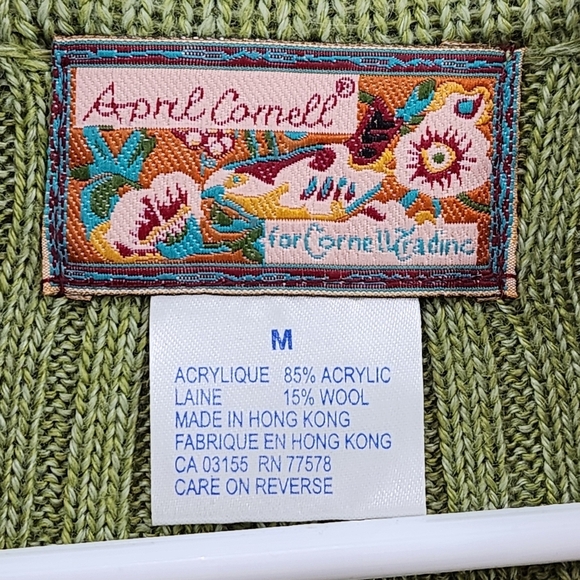 April Cornell®
for Cornell Trading
M
ACRYLIQUE 85% ACRYLIC
LAINE 15% WOOL
MADE IN HONG KONG
FABRIQUE EN HONG KONG
CA 03155 RN 77578
CARE ON REVERSE